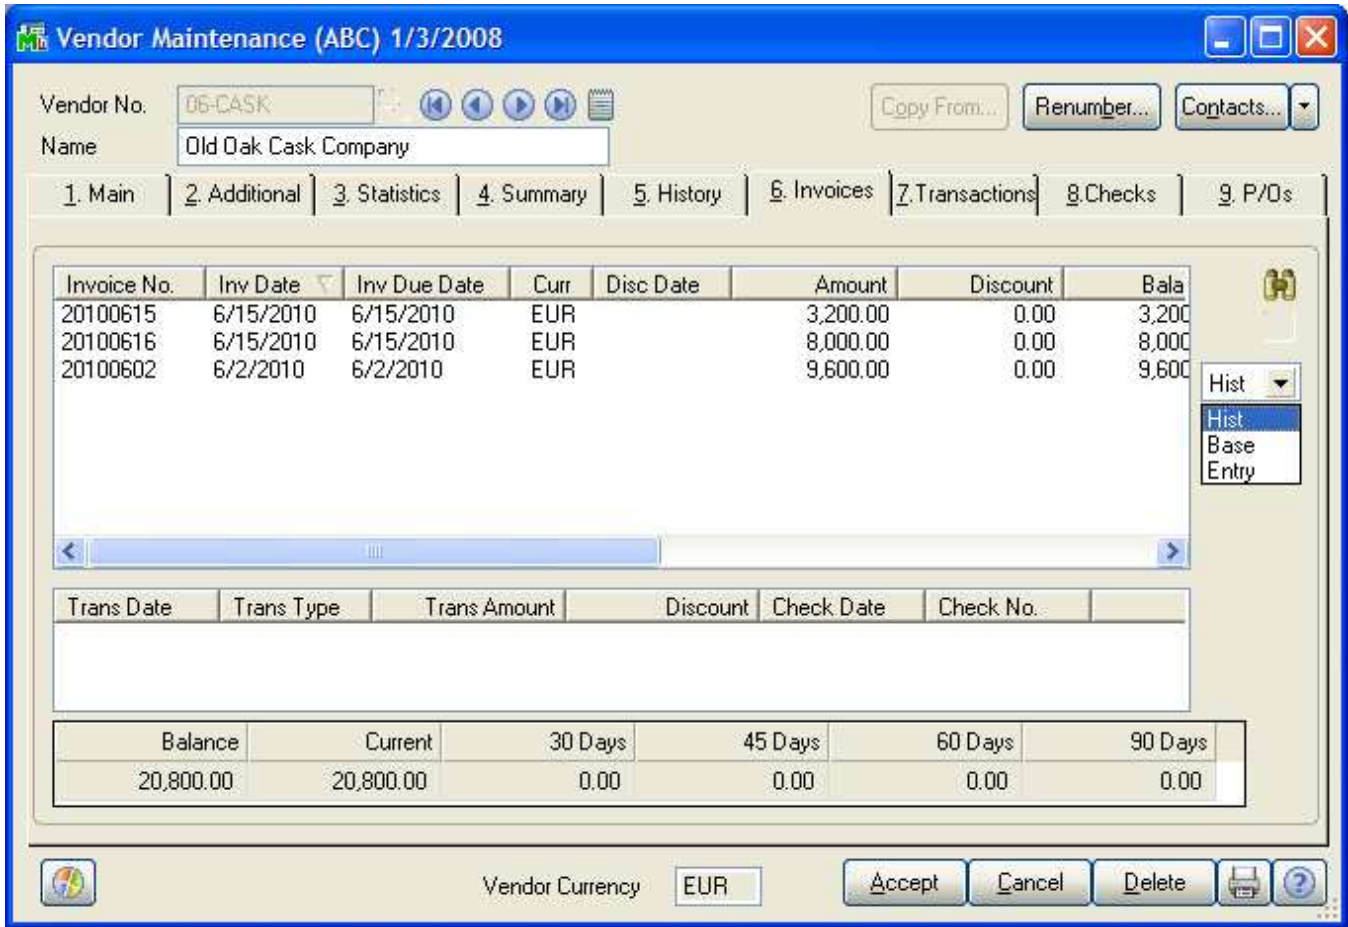 Vendor Maintenance (ABC) 1/3/2008
Vendor No. 06-CASK Copy From... Renumber... Contacts...
Name Old Oak Cask Company
1. Main 2. Additional 3. Statistics 4. Summary 5. History 6. Invoices 7.Transactions 8.Checks 9. P/Os
Invoice No. Inv Date Inv Due Date Curr Disc Date Amount Discount Bala
20100615 6/15/2010 6/15/2010 EUR 3,200.00 0.00 3,200
20100616 6/15/2010 6/15/2010 EUR 8,000.00 0.00 8,000
20100602 6/2/2010 6/2/2010 EUR 9,600.00 0.00 9,600
Hist
Hist
Base
Entry
Trans Date Trans Type Trans Amount Discount Check Date Check No.
Balance Current 30 Days 45 Days 60 Days 90 Days
20,800.00 20,800.00 0.00 0.00 0.00 0.00
Vendor Currency EUR Accept Cancel Delete